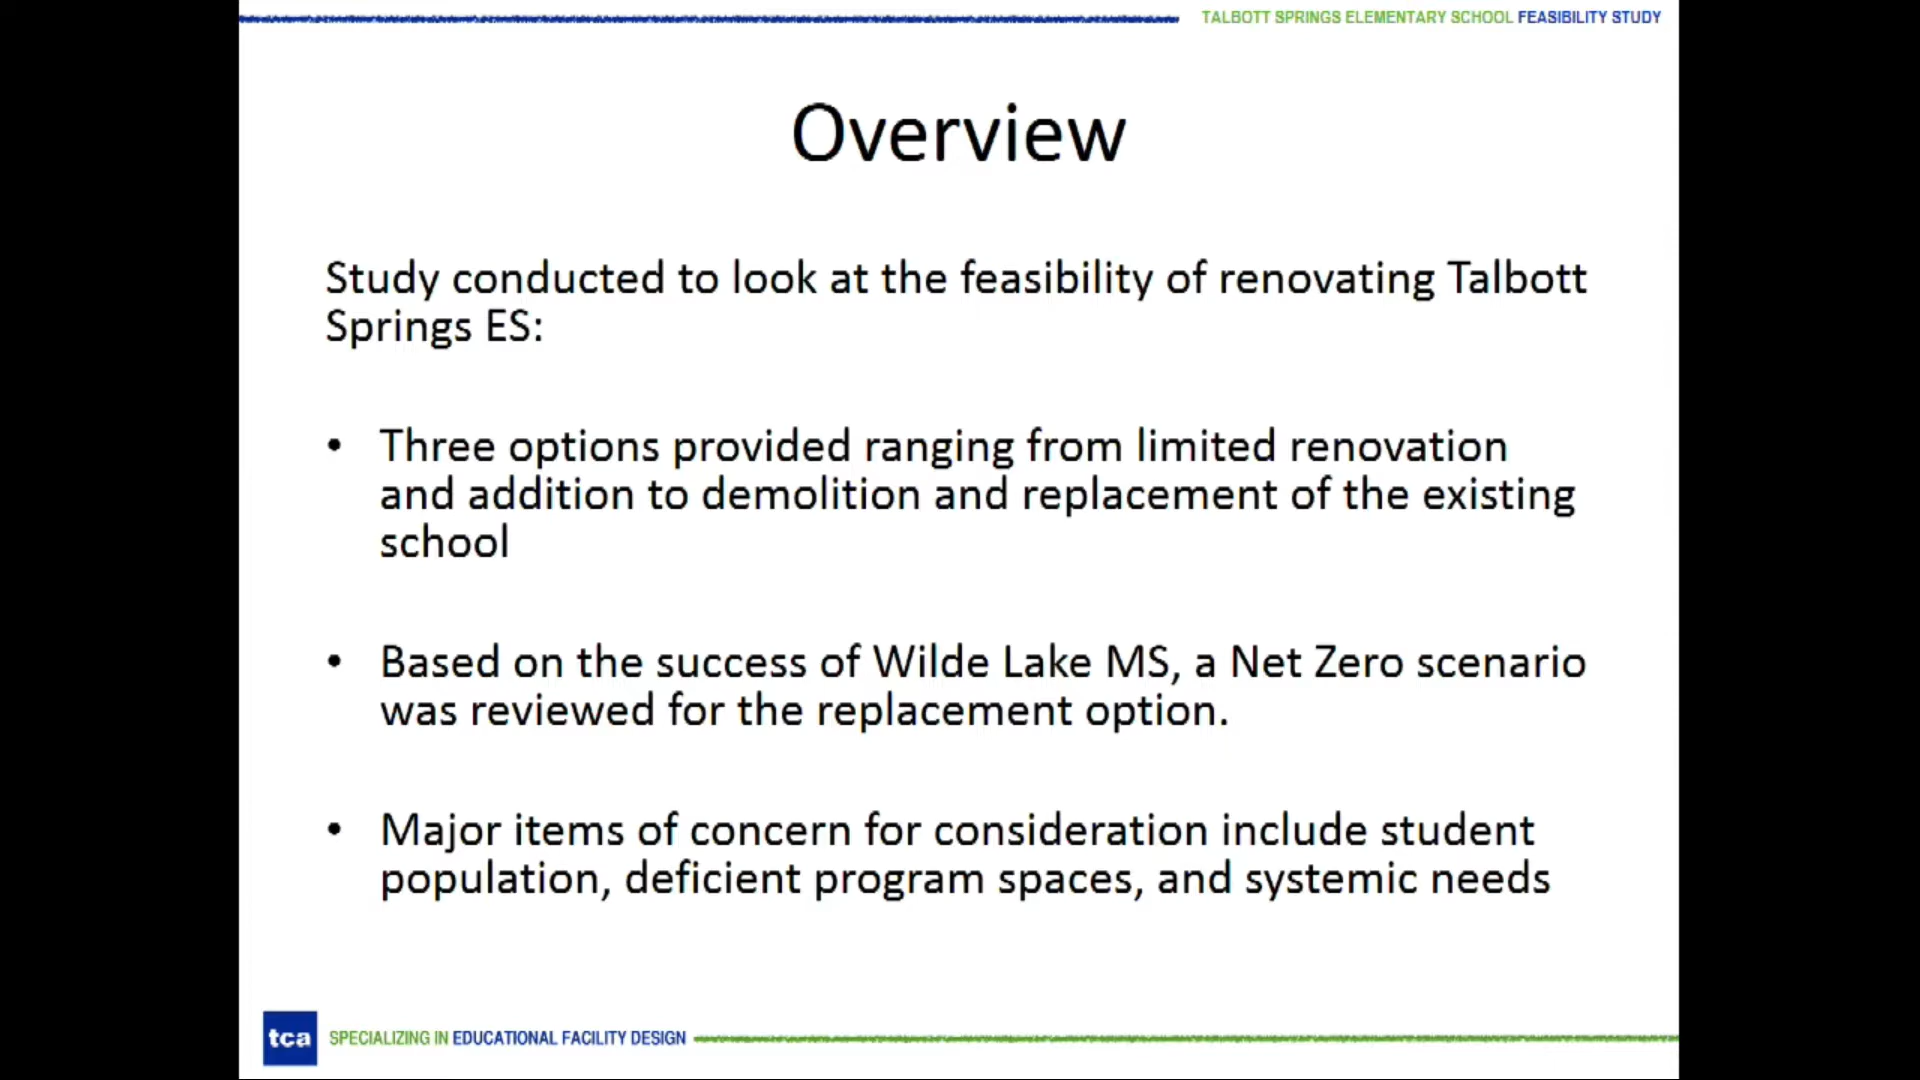 TALBOTT SPRINGS ELEMENTARY SCHOOL FEASIBILITY STUDY
Overview
Study conducted to look at the feasibility of renovating Talbott
Springs ES:
• Three options provided ranging from limited renovation
and addition to demolition and replacement of the existing
school
• Based on the success of Wilde Lake MS, a Net Zero scenario
was reviewed for the replacement option.
• Major items of concern for consideration include student
population, deficient program spaces, and systemic needs
tca SPECIALIZING IN EDUCATIONAL FACILITY DESIGN